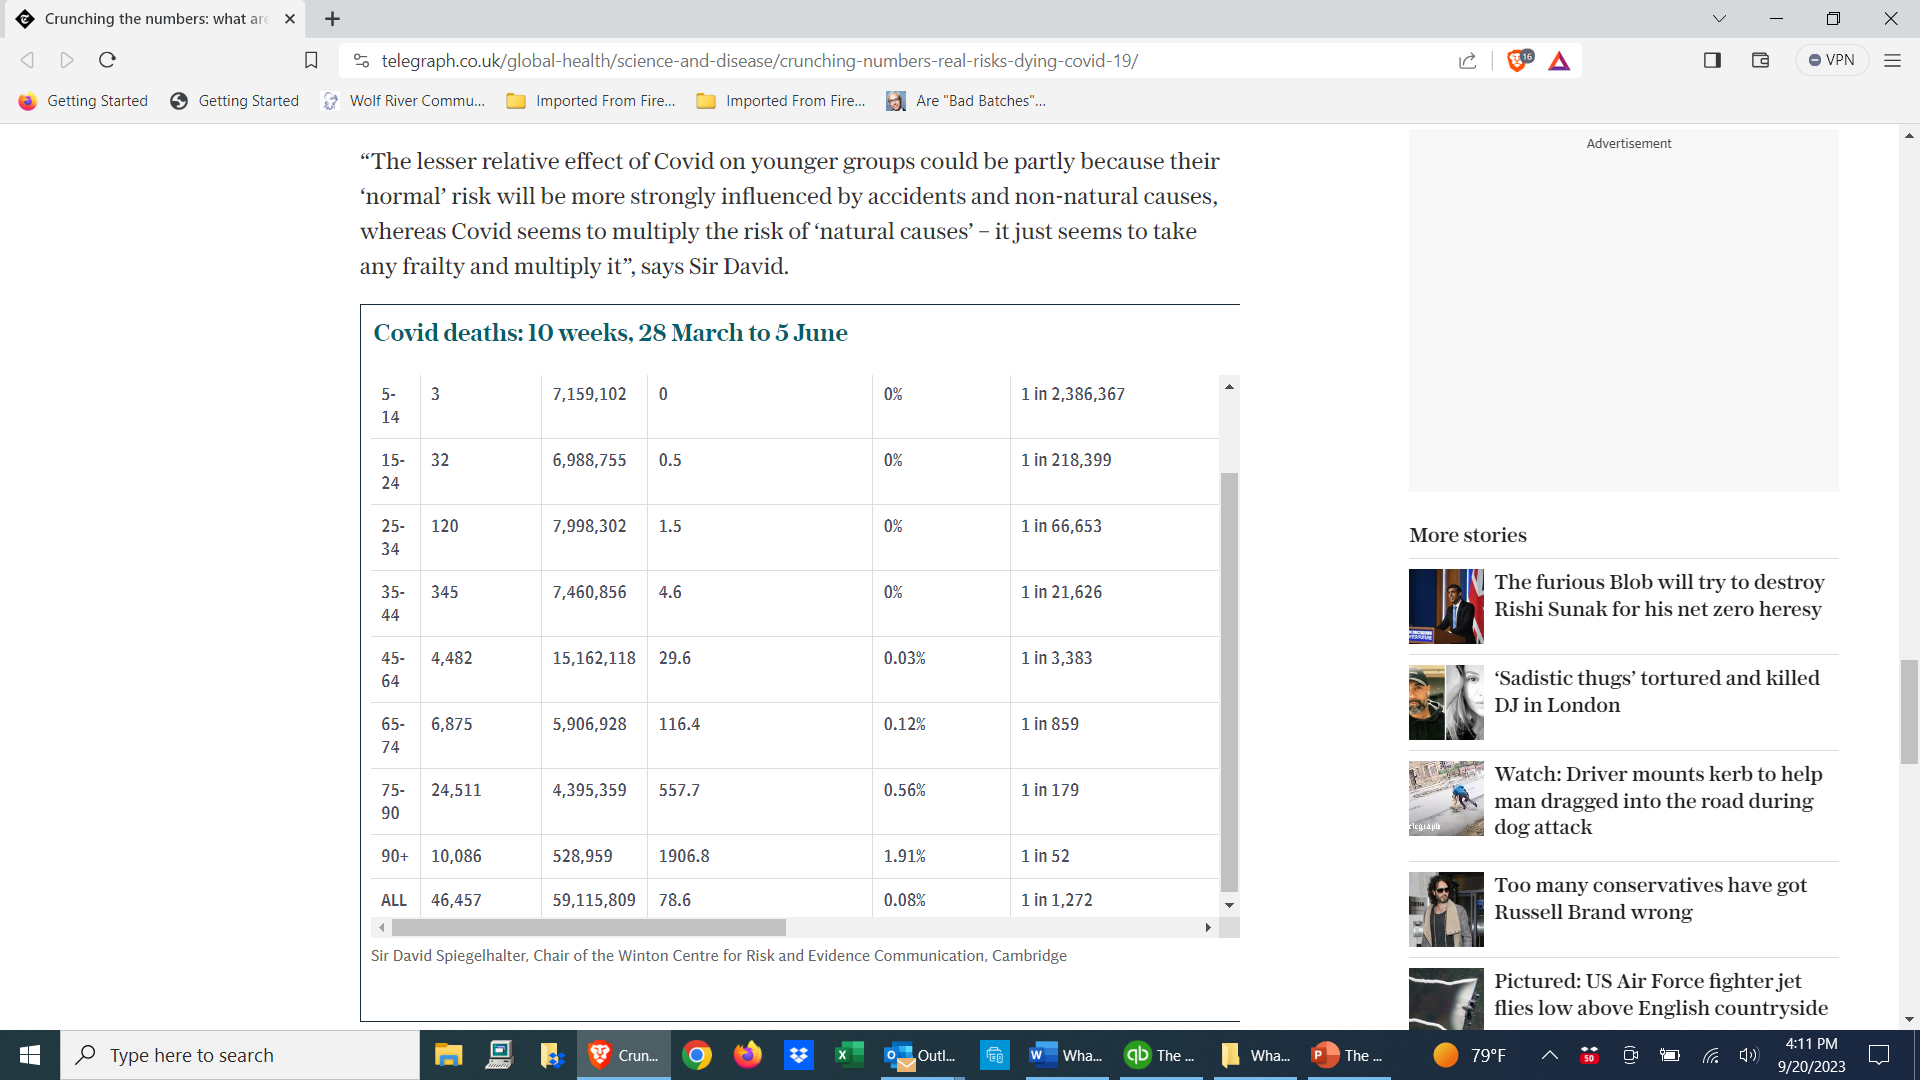 Crunching the numbers: what are
telegraph.co.uk/global-health/science-and-disease/crunching-numbers-real-risks-dying-covid-19/
16
VPN
Getting Started
Getting Started
Wolf River Commu...
Imported From Fire...
Imported From Fire...
Are "Bad Batches"...
“The lesser relative effect of Covid on younger groups could be partly because their
‘normal’ risk will be more strongly influenced by accidents and non-natural causes,
whereas Covid seems to multiply the risk of ‘natural causes’ – it just seems to take
any frailty and multiply it”, says Sir David.
Covid deaths: 10 weeks, 28 March to 5 June
5-14 3 7,159,102 0 0% 1 in 2,386,367
15-24 32 6,988,755 0.5 0% 1 in 218,399
25-34 120 7,998,302 1.5 0% 1 in 66,653
35-44 345 7,460,856 4.6 0% 1 in 21,626
45-64 4,482 15,162,118 29.6 0.03% 1 in 3,383
65-74 6,875 5,906,928 116.4 0.12% 1 in 859
75-90 24,511 4,395,359 557.7 0.56% 1 in 179
90+ 10,086 528,959 1906.8 1.91% 1 in 52
ALL 46,457 59,115,809 78.6 0.08% 1 in 1,272
Sir David Spiegelhalter, Chair of the Winton Centre for Risk and Evidence Communication, Cambridge
Advertisement
More stories
The furious Blob will try to destroy
Rishi Sunak for his net zero heresy
‘Sadistic thugs’ tortured and killed
DJ in London
Watch: Driver mounts kerb to help
man dragged into the road during
dog attack
Too many conservatives have got
Russell Brand wrong
Pictured: US Air Force fighter jet
flies low above English countryside
Type here to search
Crun...
Outl...
Wha...
The ...
Wha...
The ...
79°F
50
4:11 PM
9/20/2023